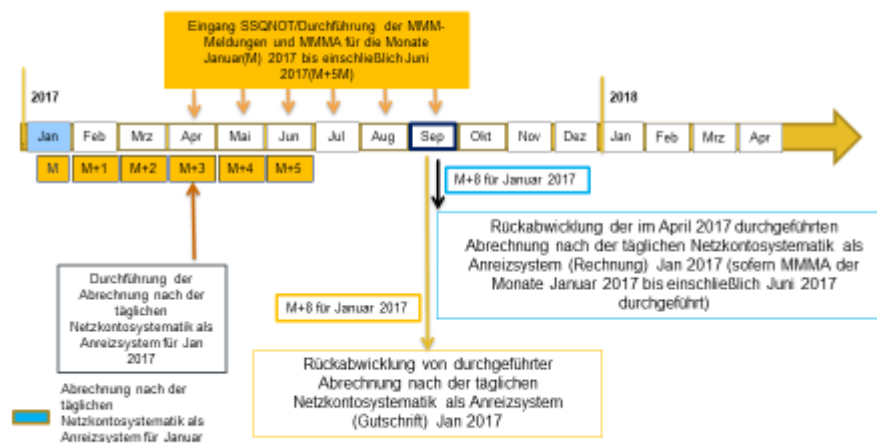 Eingang SSQNOT/Durchführung der MMM-
Meldungen und MMMA für die Monate
Januar(M) 2017 bis einschließlich Juni
2017(M+5M)
2017
2018
Jan
Feb
Mrz
Apr
Mai
Jun
Jul
Aug
Sep
Okt
Nov
Dez
Jan
Feb
Mrz
Apr
M
M+1
M+2
M+3
M+4
M+5
M+8 für Januar 2017
Rückabwicklung der im April 2017 durchgeführten
Abrechnung nach der täglichen Netzkontosystematik als
Anreizsystem (Rechnung) Jan 2017 (sofern MMMA der
Monate Januar 2017 bis einschließlich Juni 2017
durchgeführt)
Durchführung der
Abrechnung nach der
täglichen
Netzkontosystematik als
Anreizsystem für Jan
2017
M+8 für Januar 2017
Rückabwicklung von durchgeführter
Abrechnung nach der täglichen
Netzkontosystematik als Anreizsystem
(Gutschrift) Jan 2017
Abrechnung nach der
täglichen
Netzkontosystematik als
Anreizsystem für Januar